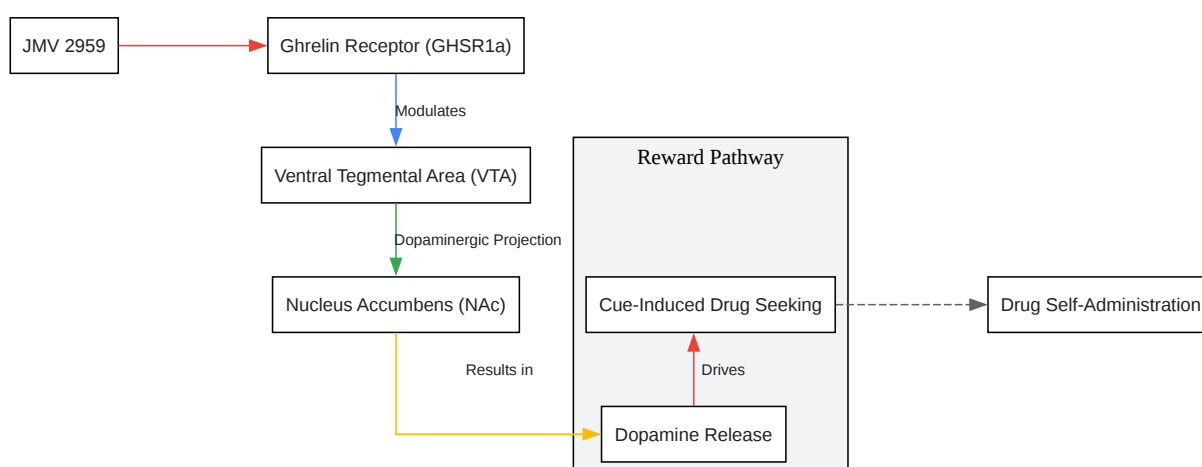 JMV 2959
Ghrelin Receptor (GHSR1a)
Modulates
Ventral Tegmental Area (VTA)
Reward Pathway
Dopaminergic Projection
Nucleus Accumbens (NAc)
Cue-Induced Drug Seeking
Drug Self-Administration
Results in
Drives
Dopamine Release